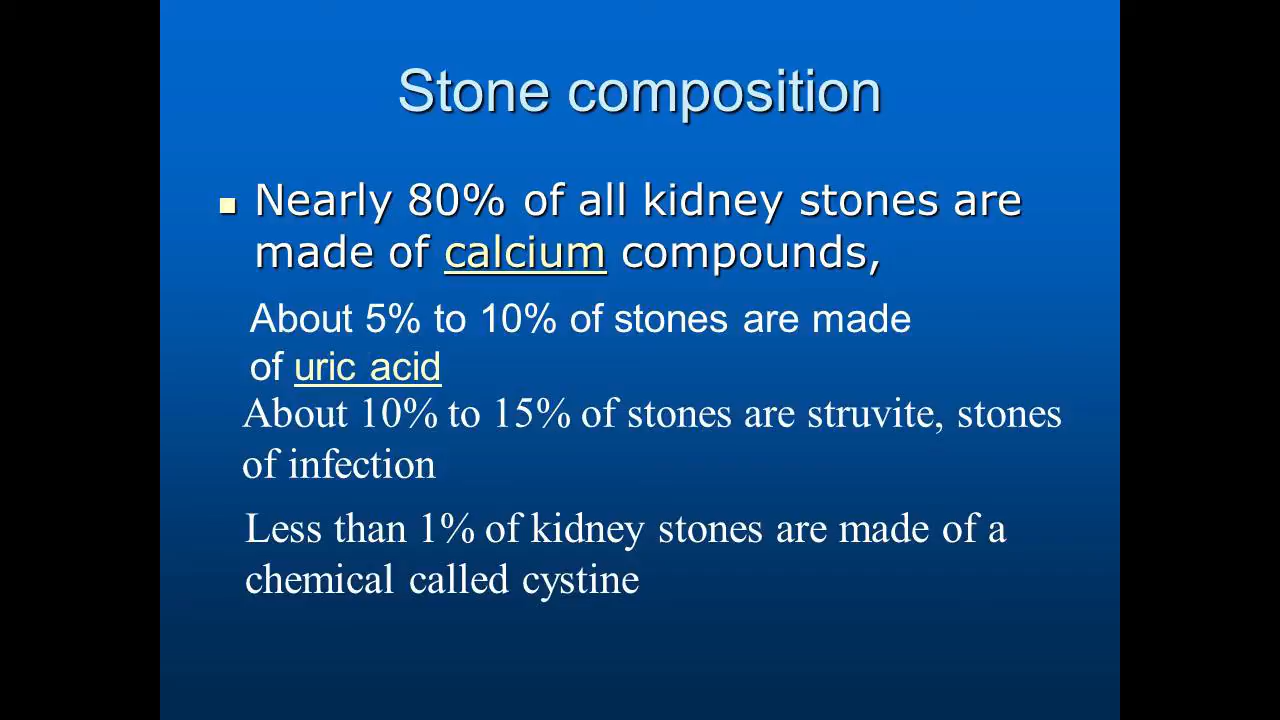 Stone composition
Nearly 80% of all kidney stones are
made of calcium compounds,
About 5% to 10% of stones are made
of uric acid
About 10% to 15% of stones are struvite, stones
of infection
Less than 1% of kidney stones are made of a
chemical called cystine